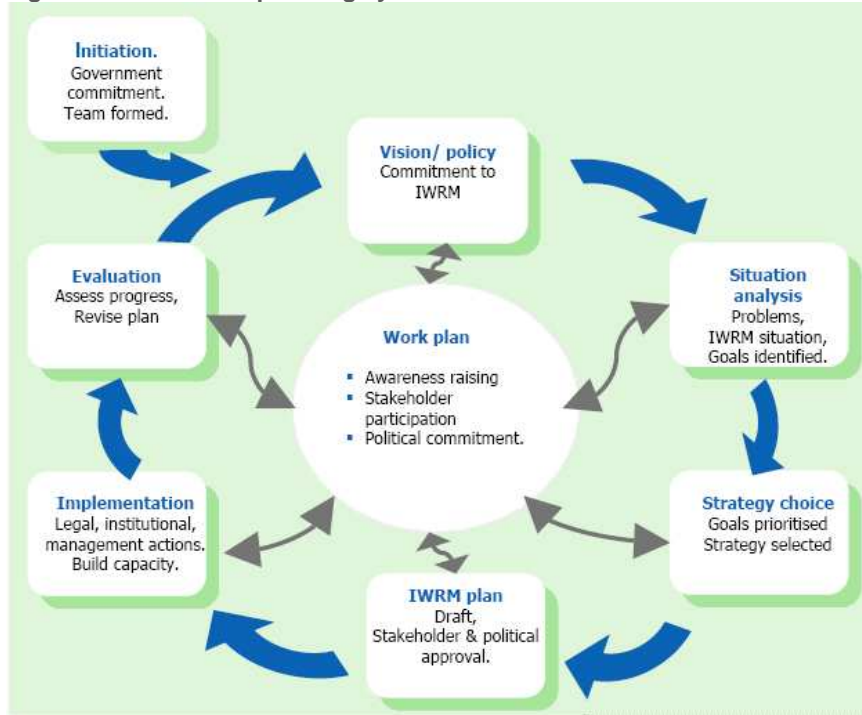 Initiation.
Government
commitment.
Team formed.
Vision/ policy
Commitment to
IWRM
Evaluation
Assess progress,
Revise plan
Situation
analysis
Problems,
IWRM situation,
Goals identified.
Work plan
▪ Awareness raising
▪ Stakeholder
participation
▪ Political commitment.
Implementation
Legal, institutional,
management actions.
Build capacity.
Strategy choice
Goals prioritised
Strategy selected
IWRM plan
Draft,
Stakeholder & political
approval.